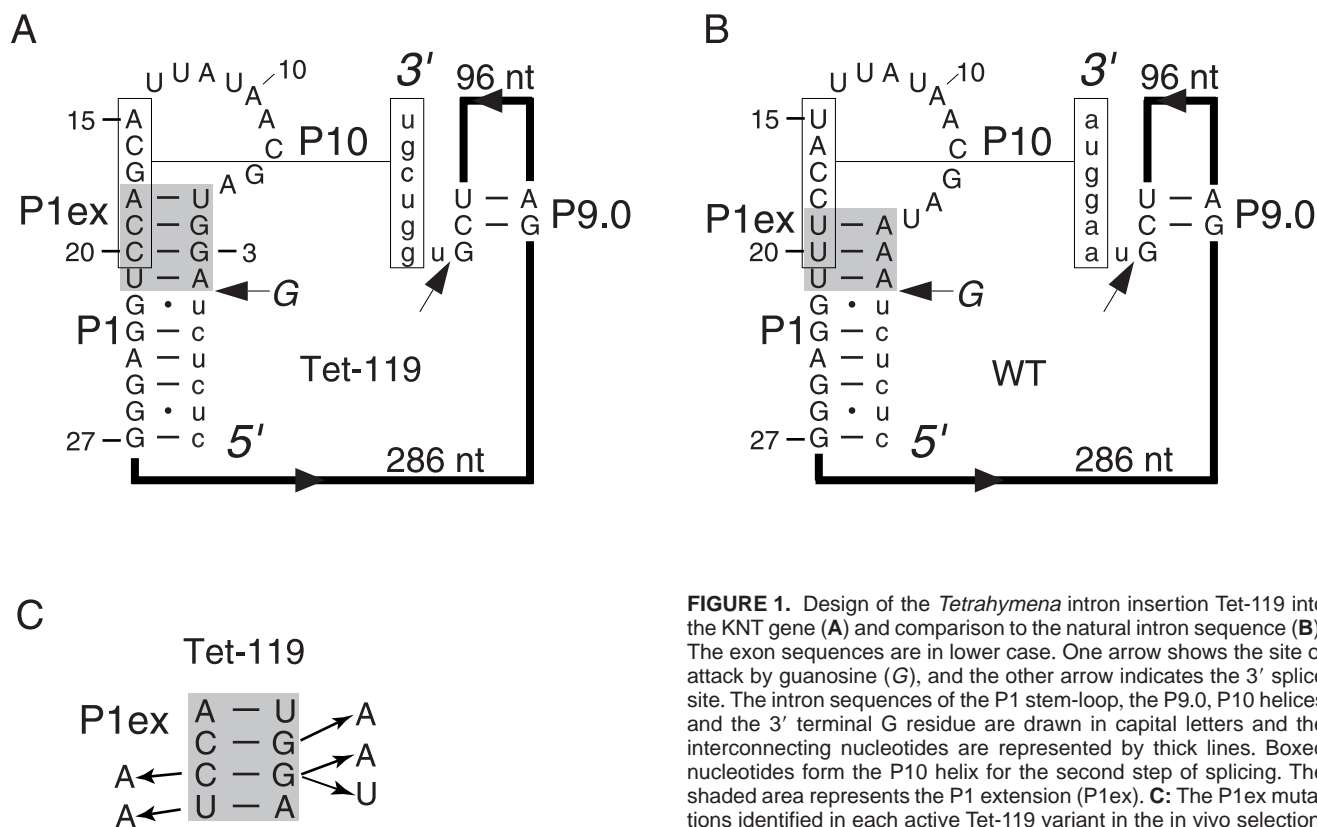 A
U U A U 10
A
A
C
G
A
15 A
C
G
A — U
C — G
20 C — G 3
U — A
G • u
G — c
A — u
G — c
G • u
27 G — c
P1ex
P1
G
P10
3′
u
g
c
u
g
g
u
96 nt
U — A
C — G
G
P9.0
Tet-119
5′
286 nt
B
U U A U 10
A
A
C
G
A
U
15 U
A
C
C
U — A
20 U — A
U — A
G • u
G — c
A — u
G — c
G • u
27 G — c
P1ex
P1
G
P10
3′
a
u
g
g
a
a
u
96 nt
U — A
C — G
G
P9.0
WT
5′
286 nt
C
Tet-119
P1ex
A — U
C — G A
A C — G A
U
A U — A
FIGURE 1. Design of the Tetrahymena intron insertion Tet-119 into
the KNT gene (A) and comparison to the natural intron sequence (B)
The exon sequences are in lower case. One arrow shows the site o
attack by guanosine (G), and the other arrow indicates the 3′ splice
site. The intron sequences of the P1 stem-loop, the P9.0, P10 helices
and the 3′ terminal G residue are drawn in capital letters and the
interconnecting nucleotides are represented by thick lines. Boxed
nucleotides form the P10 helix for the second step of splicing. The
shaded area represents the P1 extension (P1ex). C: The P1ex muta
tions identified in each active Tet-119 variant in the in vivo selection